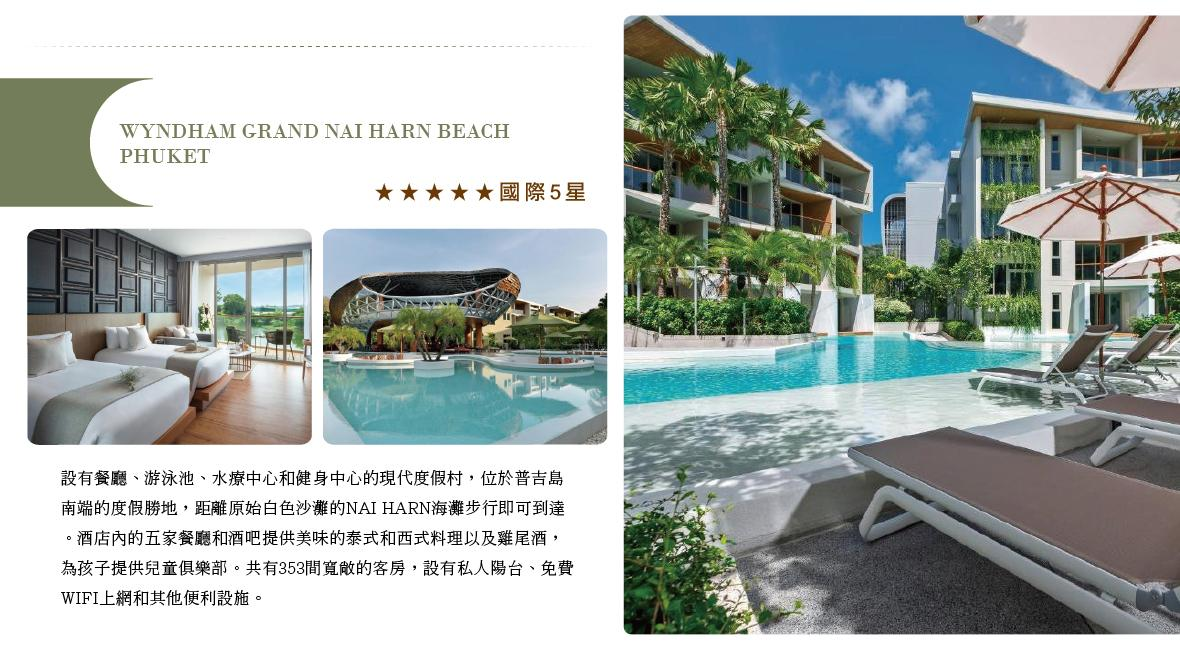 WYNDHAM GRAND NAI HARN BEACH
PHUKET
★★★★★國際5星
設有餐廳、游泳池、水療中心和健身中心的現代度假村，位於普吉島
南端的度假勝地，距離原始白色沙灘的NAI HARN海灘步行即可到達
。酒店內的五家餐廳和酒吧提供美味的泰式和西式料理以及雞尾酒，
為孩子提供兒童俱樂部。共有353間寬敞的客房，設有私人陽台、免費
WIFI上網和其他便利設施。